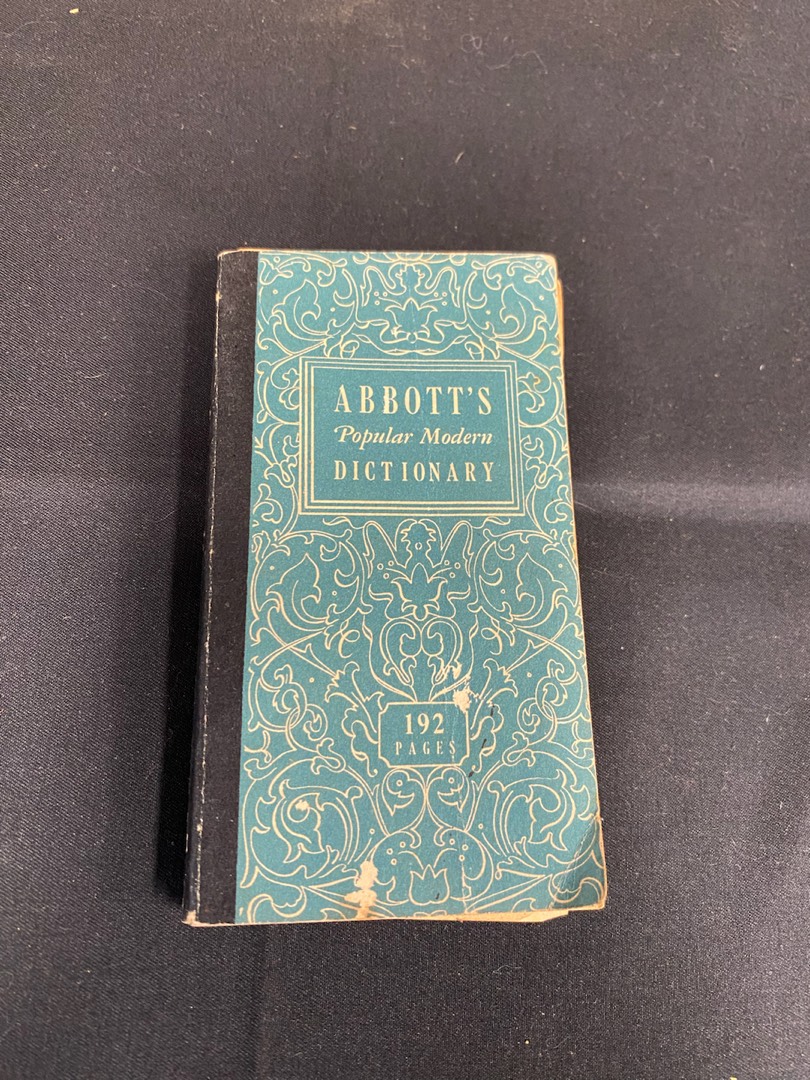 ABBOTT'S
Popular Modern
DICTIONARY
192
PAGES